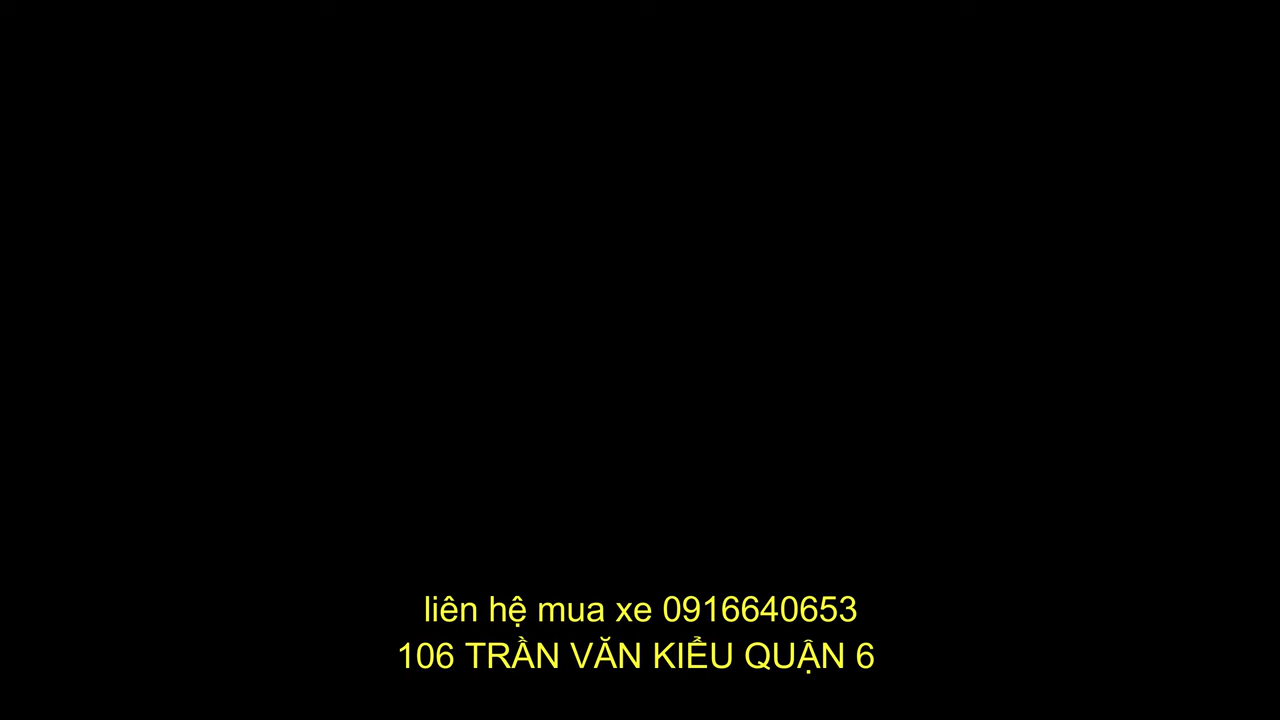 liên hệ mua xe 0916640653
106 TRẦN VĂN KIỂU QUẬN 6